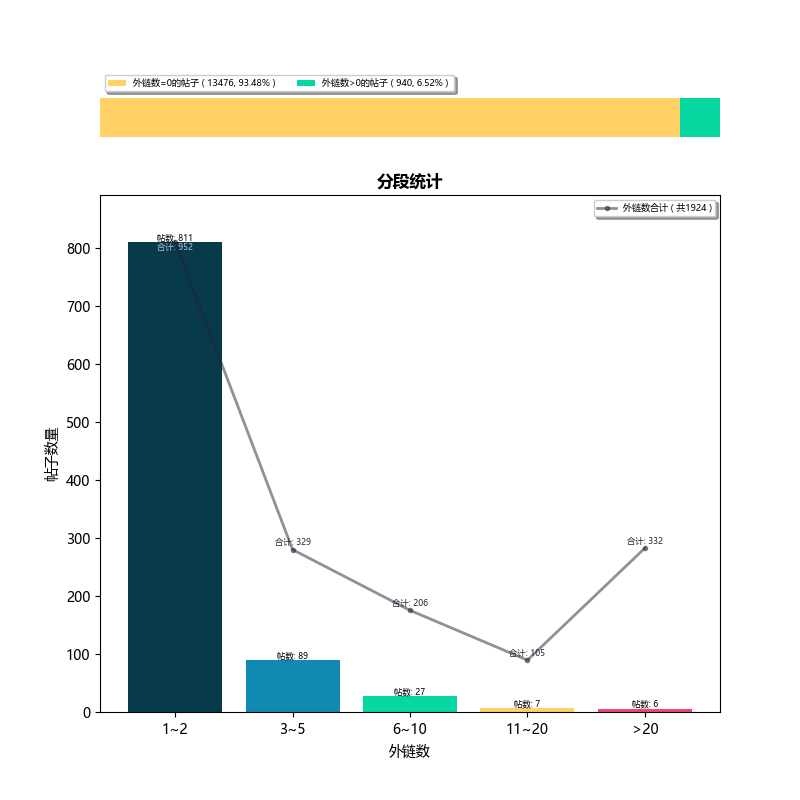 外链数=0的帖子 ( 13476, 93.48% ) 外链数>0的帖子 ( 940, 6.52% )
分段统计
外链数合计 ( 共1924 )
帖数: 811
合计: 952
800
700
600
500
400
300
200
100
0
帖子数量
合计: 329
合计: 332
合计: 206
合计: 105
帖数: 89
帖数: 27
帖数: 7
帖数: 6
1~2 3~5 6~10 11~20 >20
外链数